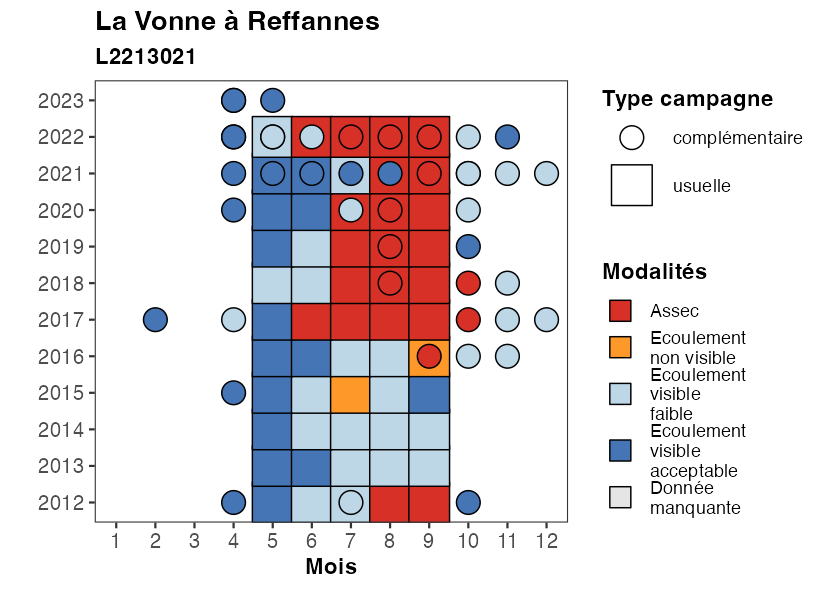 La Vonne à Reffannes
L2213021
2023
2022
2021
2020
2019
2018
2017
2016
2015
2014
2013
2012
1 2 3 4 5 6 7 8 9 10 11 12
Mois
Type campagne
complémentaire
usuelle
Modalités
Assec
Ecoulement
non visible
Ecoulement
visible
faible
Ecoulement
visible
acceptable
Donnée
manquante